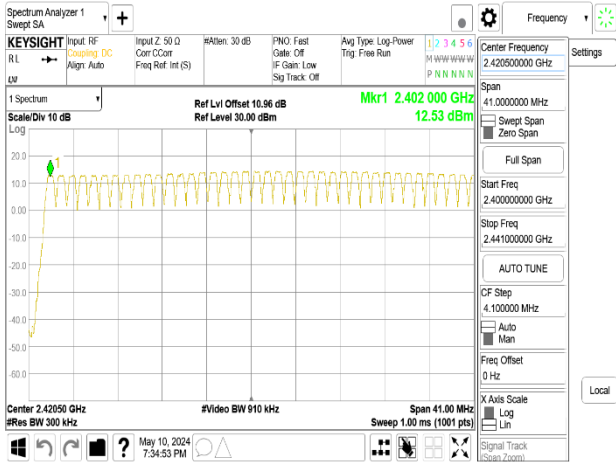 Spectrum Analyzer 1
Swept SA
+
Frequency
Settings
KEYSIGHT
RL
Input: RF
Coupling: DC
Align: Auto
Input Z: 50 Ω
Corr CCorr
Freq Ref: Int (S)
#Atten: 30 dB
PNO: Fast
Gate: Off
IF Gain: Low
Sig Track: Off
Avg Type: Log-Power
Trig: Free Run
1 2 3 4 5 6
M W W W W W
P N N N N N
1 Spectrum
Scale/Div 10 dB
Log
Ref Lvl Offset 10.96 dB
Ref Level 30.00 dBm
Mkr1 2.402 000 GHz
12.53 dBm
1
20.0
10.0
0.00
-10.0
-20.0
-30.0
-40.0
-50.0
-60.0
Center 2.42050 GHz
#Res BW 300 kHz
#Video BW 910 kHz
Span 41.00 MHz
Sweep 1.00 ms (1001 pts)
?
May 10, 2024
7:34:53 PM
Center Frequency
2.420500000 GHz
Span
41.0000000 MHz
Swept Span
Zero Span
Full Span
Start Freq
2.400000000 GHz
Stop Freq
2.441000000 GHz
AUTO TUNE
CF Step
4.100000 MHz
Auto
Man
Freq Offset
0 Hz
X Axis Scale
Log
Lin
Signal Track
(Span Zoom)
Local